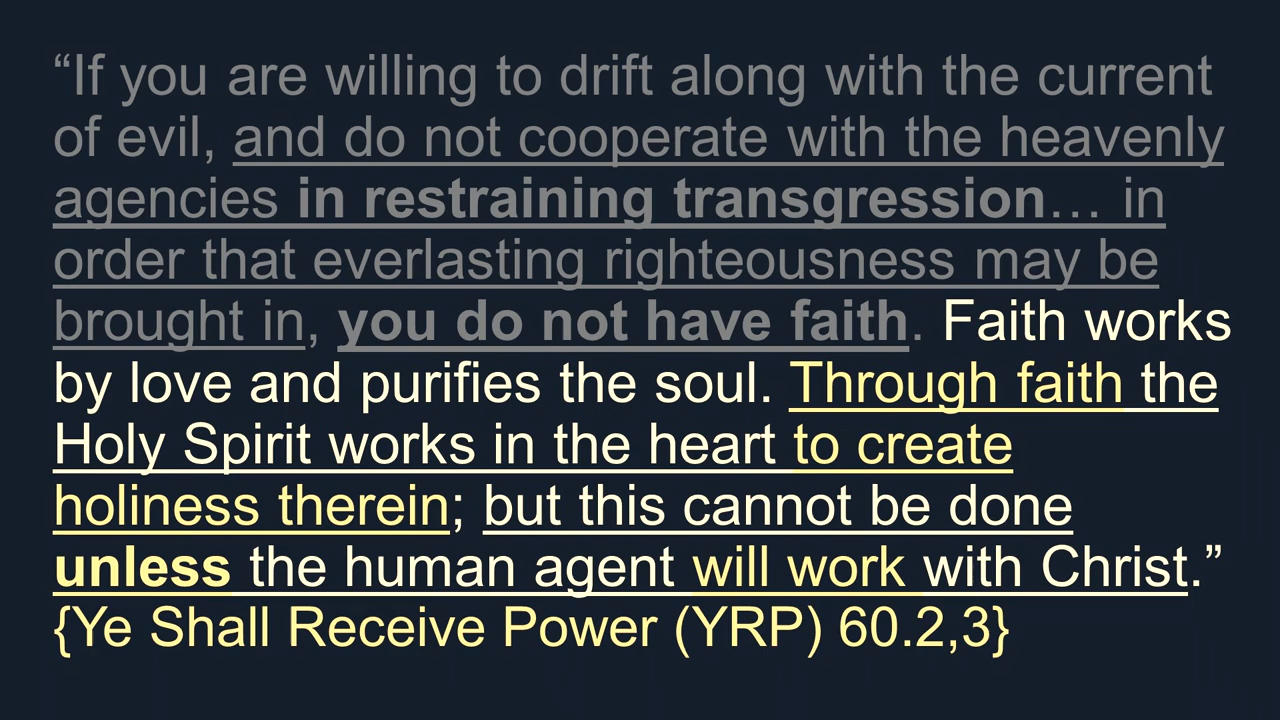 “If you are willing to drift along with the current
of evil, and do not cooperate with the heavenly
agencies in restraining transgression… in
order that everlasting righteousness may be
brought in, you do not have faith. Faith works
by love and purifies the soul. Through faith the
Holy Spirit works in the heart to create
holiness therein; but this cannot be done
unless the human agent will work with Christ.”
{Ye Shall Receive Power (YRP) 60.2,3}